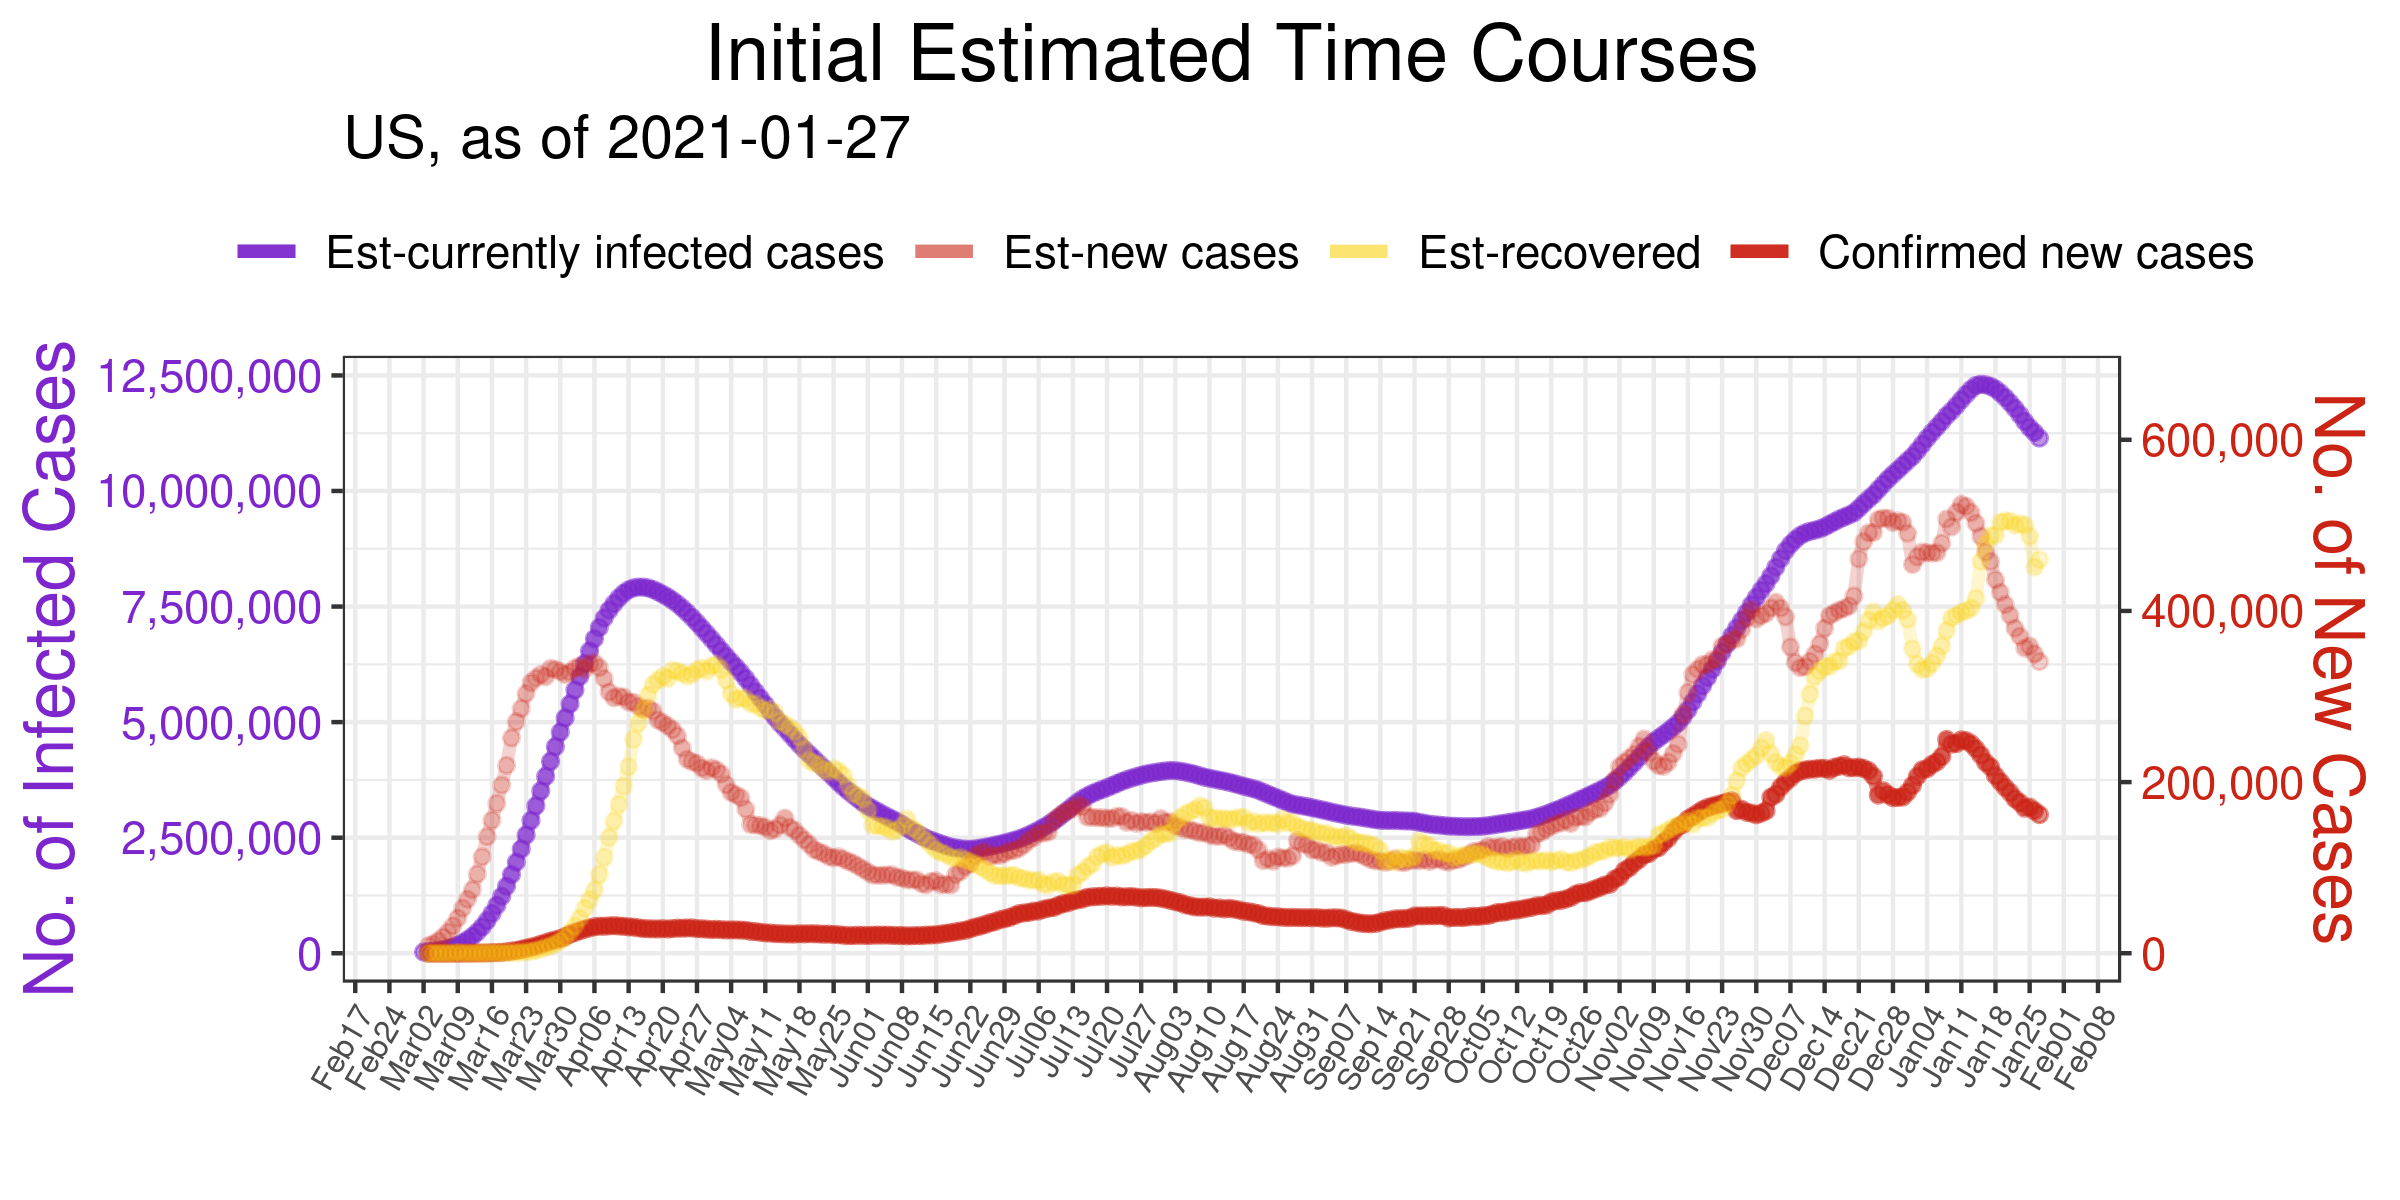 Initial Estimated Time Courses
US, as of 2021-01-27
Est-currently infected cases Est-new cases Est-recovered Confirmed new cases
No. of Infected Cases
12,500,000
10,000,000
7,500,000
5,000,000
2,500,000
0
600,000
400,000
200,000
0
No. of New Cases
Feb17
Feb24
Mar02
Mar09
Mar16
Mar23
Mar30
Apr06
Apr13
Apr20
Apr27
May04
May11
May18
May25
Jun01
Jun08
Jun15
Jun22
Jun29
Jul06
Jul13
Jul20
Jul27
Aug03
Aug10
Aug17
Aug24
Aug31
Sep07
Sep14
Sep21
Sep28
Oct05
Oct12
Oct19
Oct26
Nov02
Nov09
Nov16
Nov23
Nov30
Dec07
Dec14
Dec21
Dec28
Jan04
Jan11
Jan18
Jan25
Feb01
Feb08